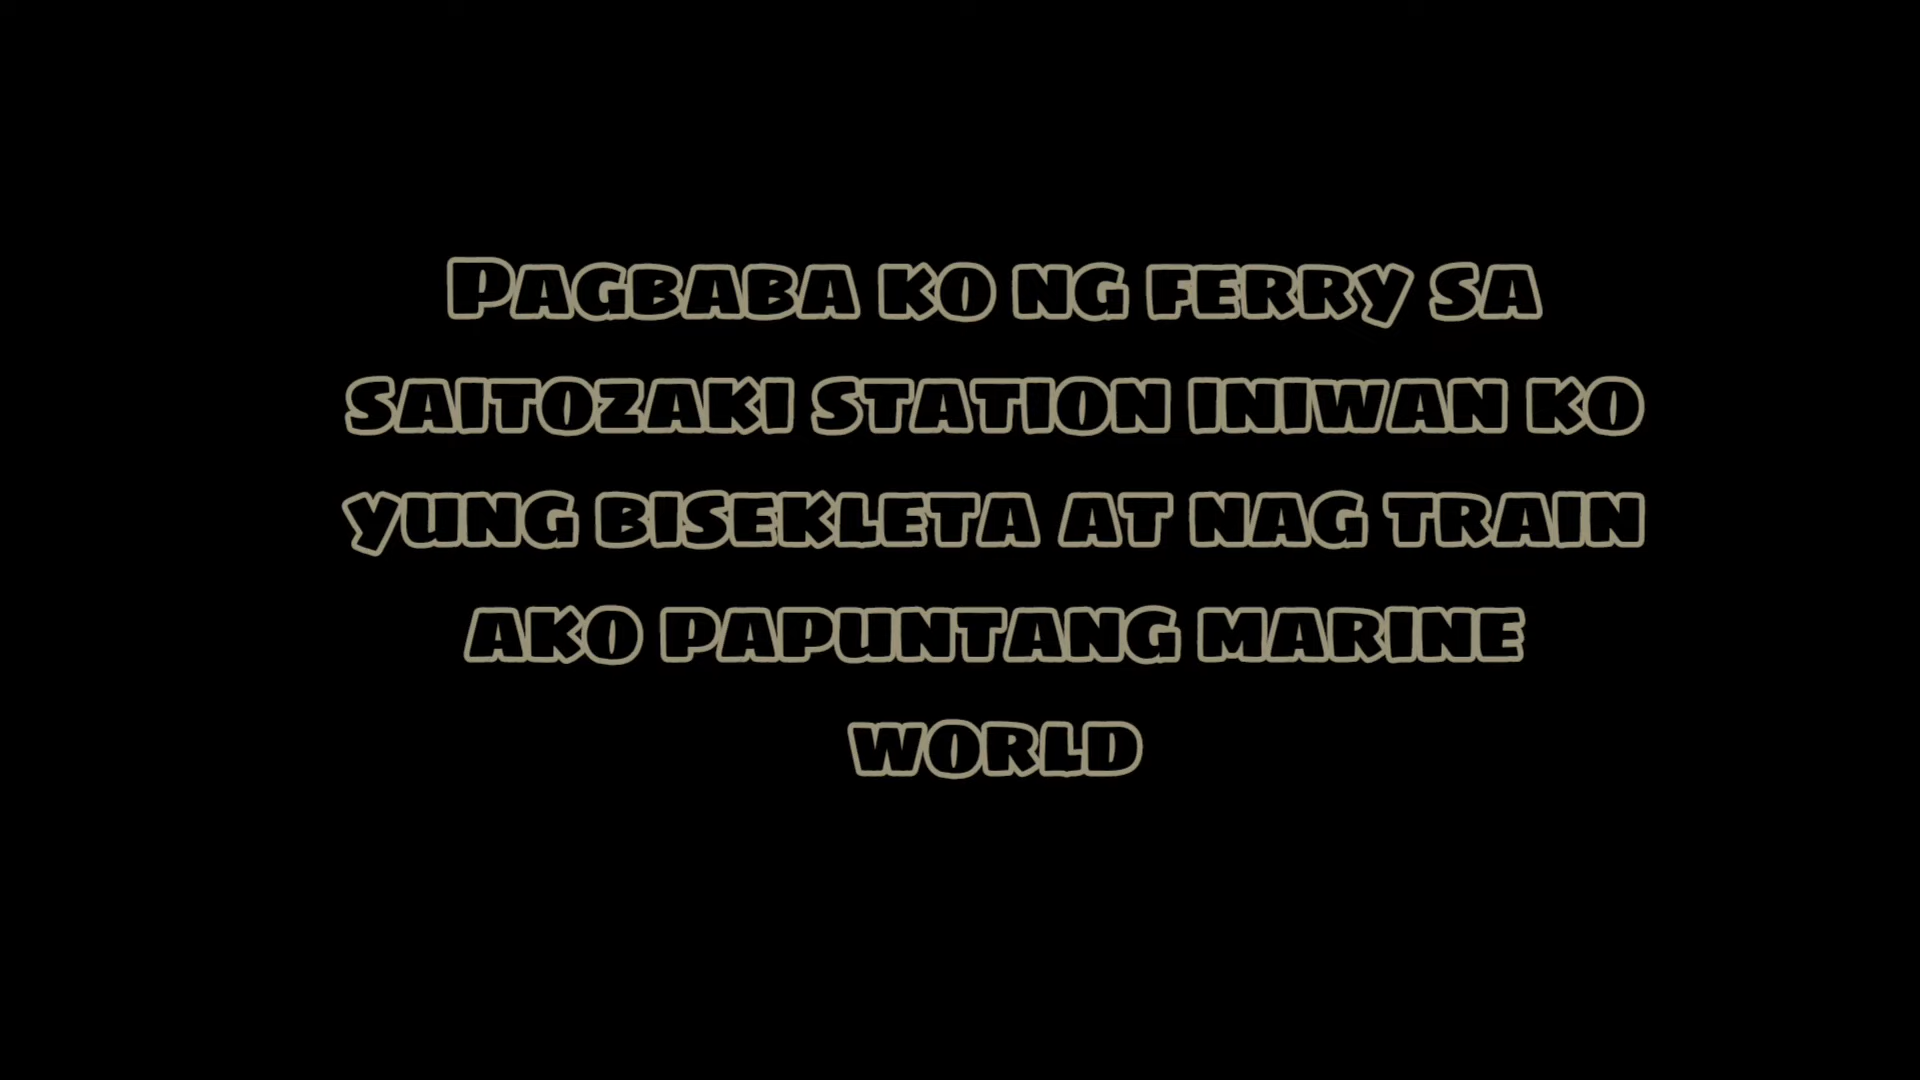 Pagbaba ko ng ferry sa
saitozaki station iniwan ko
yung bisekleta at nag train
ako papuntang marine
world